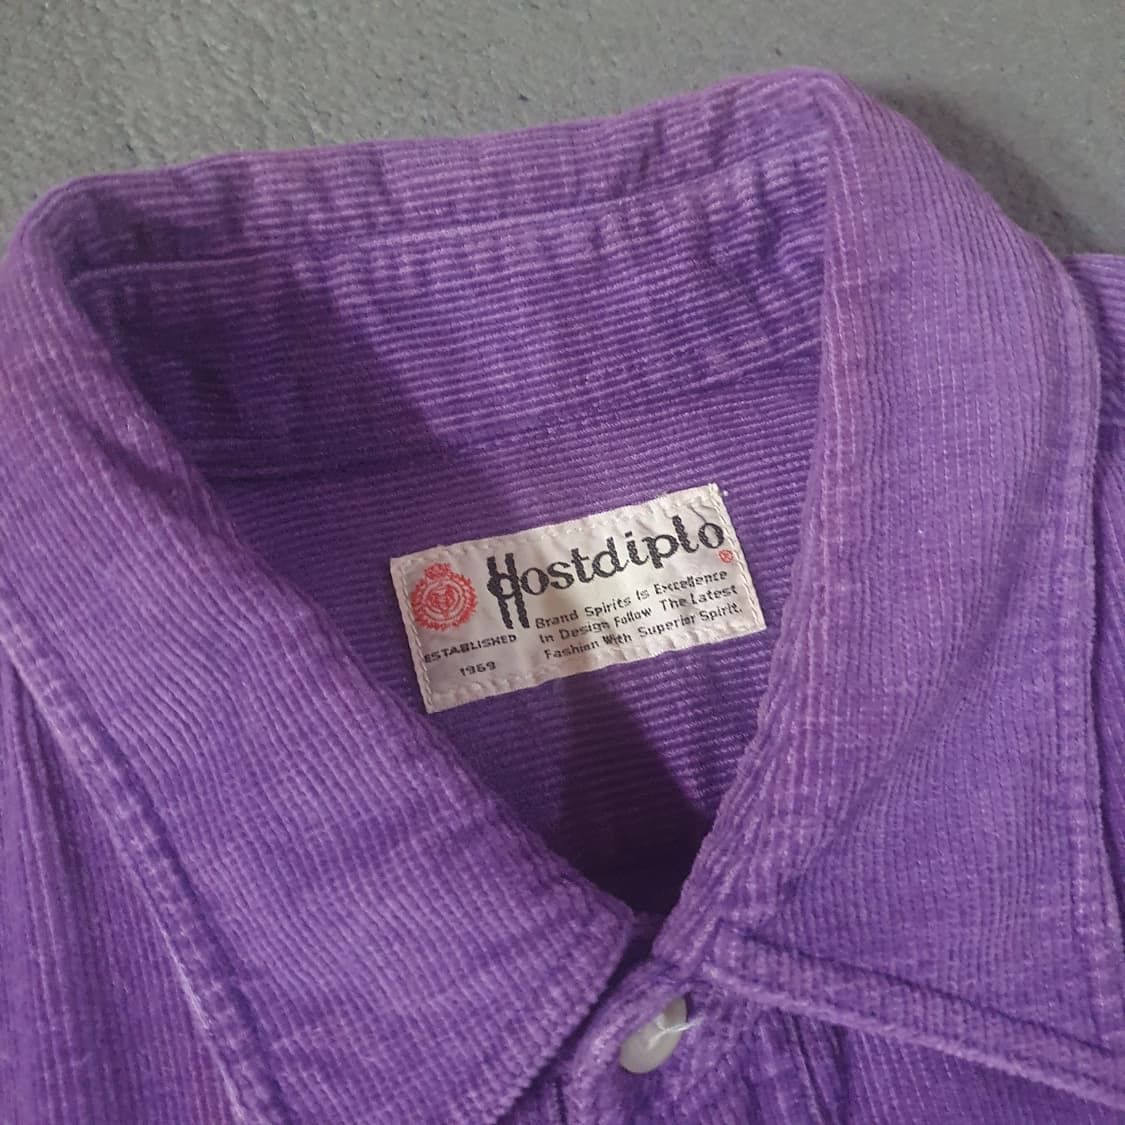 Hostdiplo
®
Brand Spirits Is Excellence
In Design Follow The Latest
Fashion With Superior Spirit.
ESTABLISHED
1969